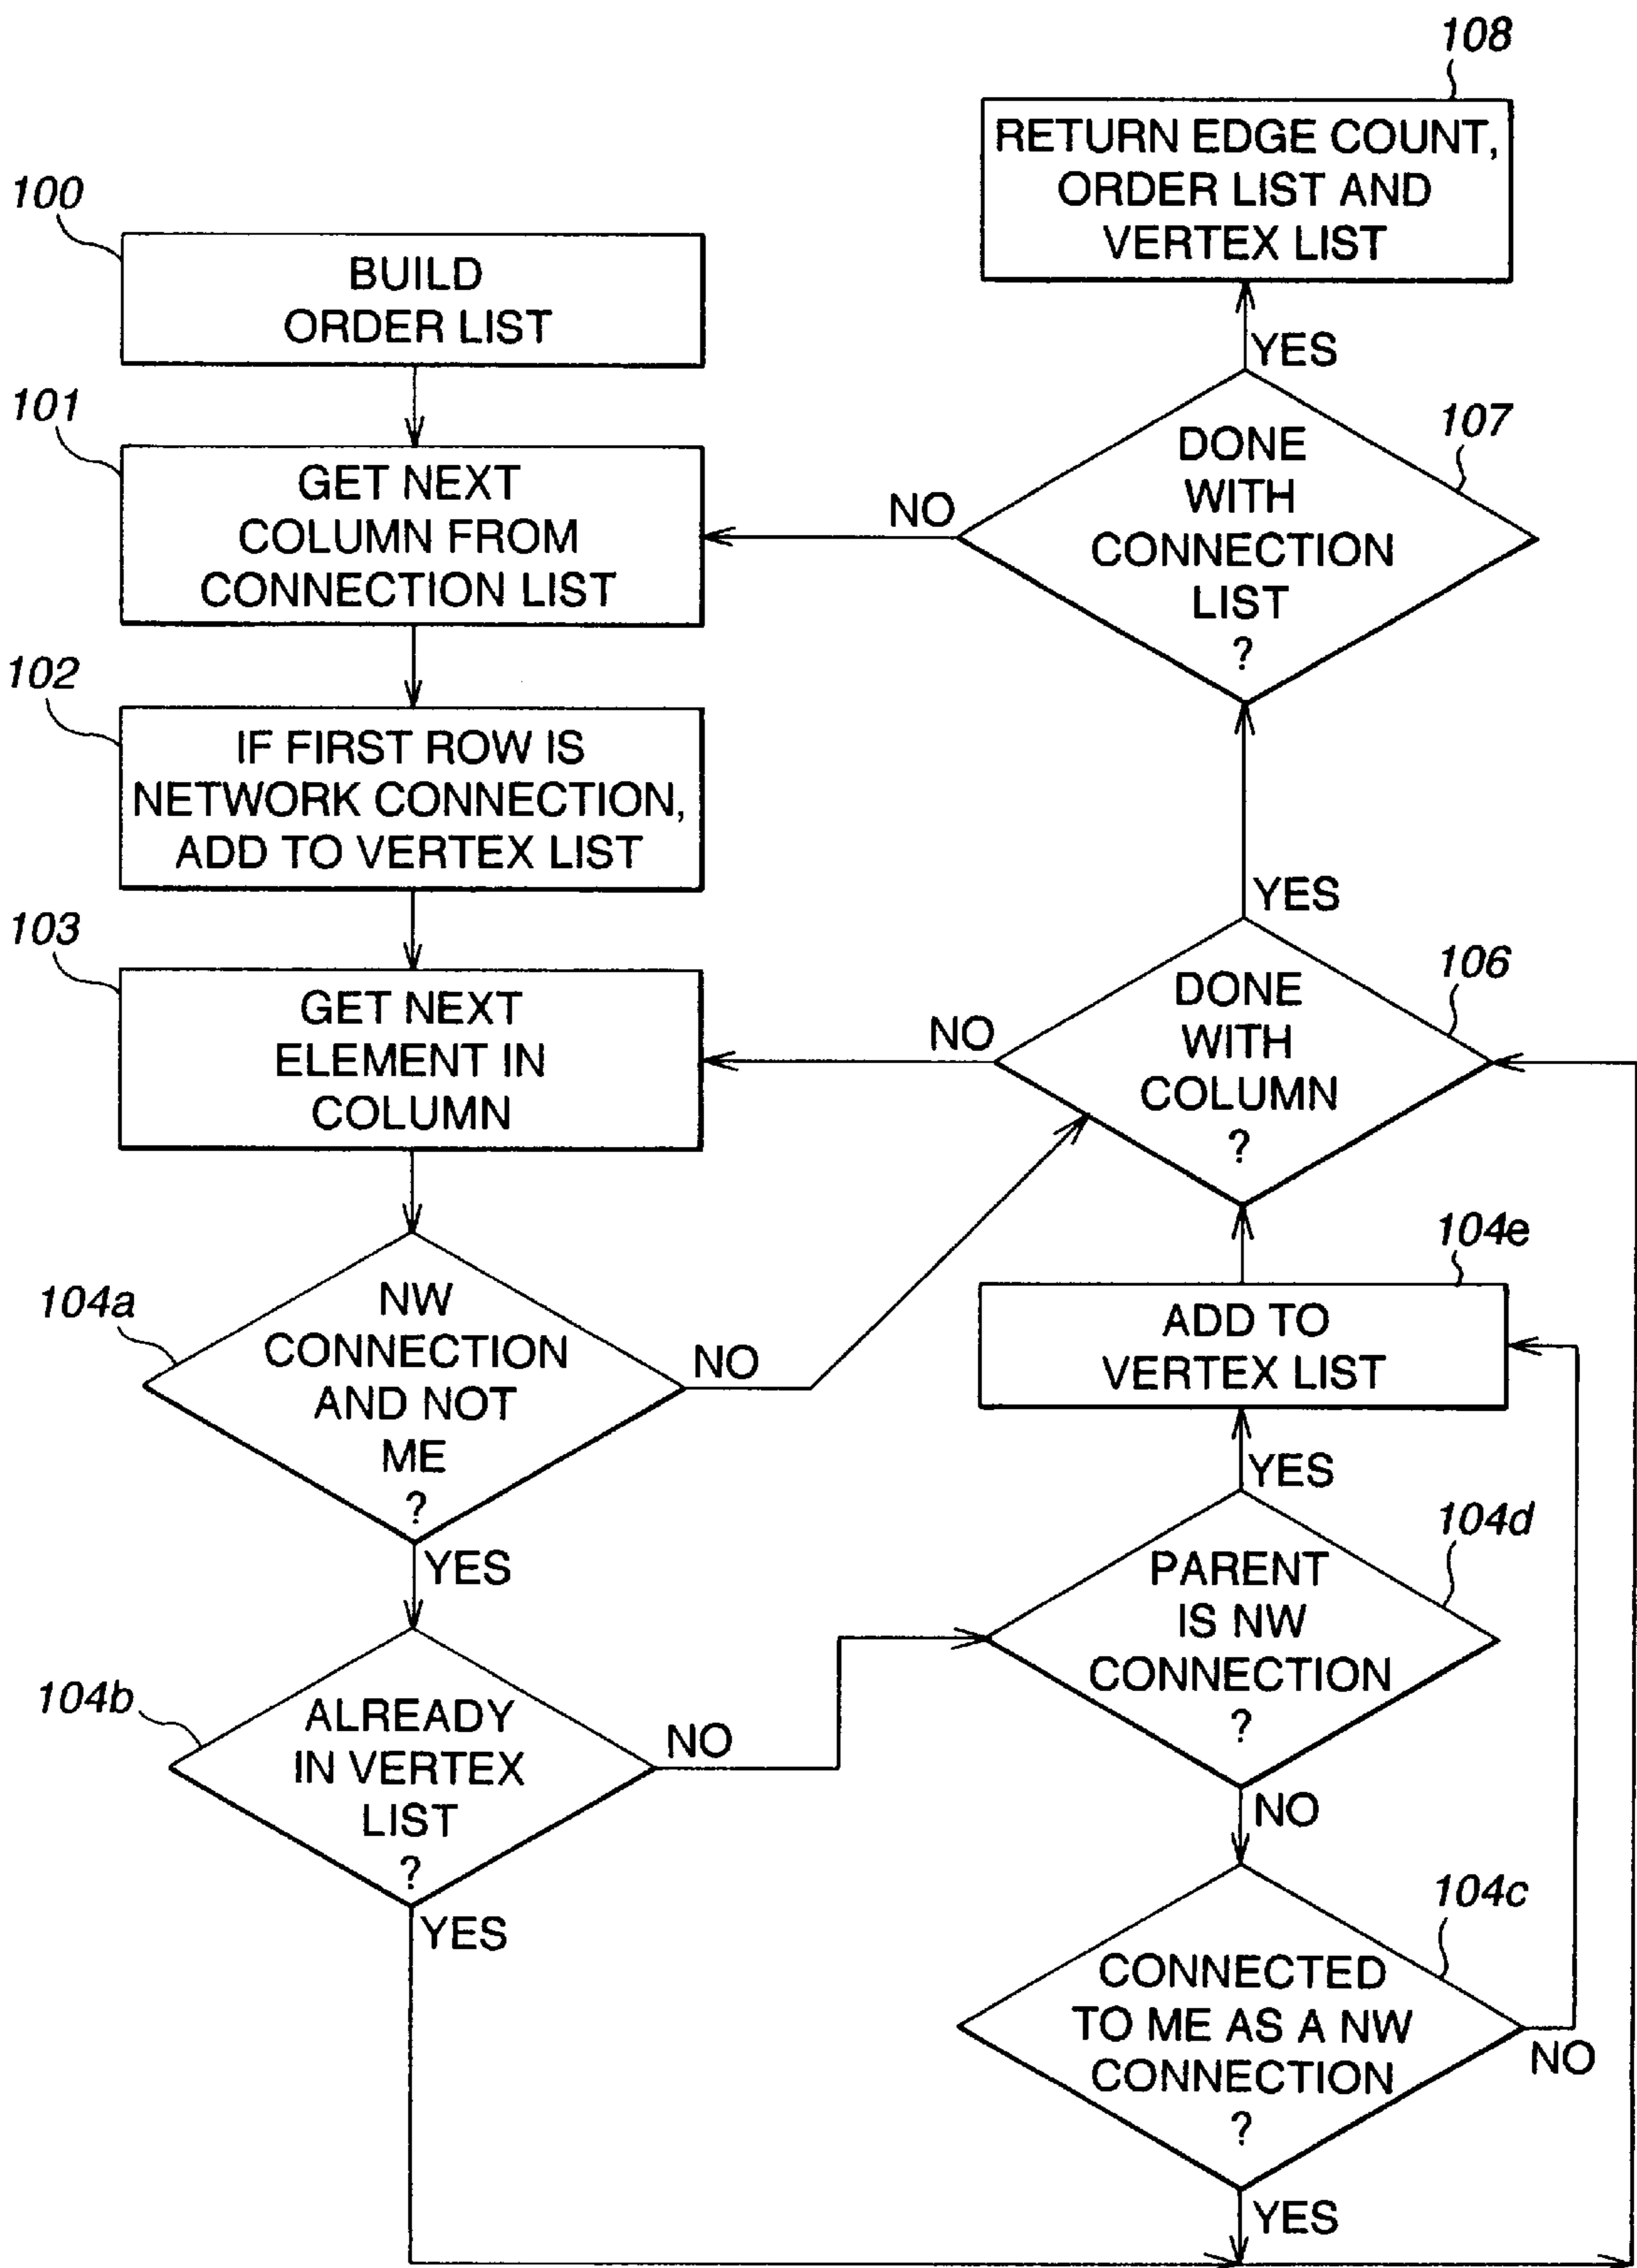 100
BUILD
ORDER LIST
101
GET NEXT
COLUMN FROM
CONNECTION LIST
102
IF FIRST ROW IS
NETWORK CONNECTION,
ADD TO VERTEX LIST
103
GET NEXT
ELEMENT IN
COLUMN
104a
NW
CONNECTION
AND NOT
ME
?
NO
YES
104b
ALREADY
IN VERTEX
LIST
?
NO
YES
108
RETURN EDGE COUNT,
ORDER LIST AND
VERTEX LIST
YES
107
DONE
WITH
CONNECTION
LIST
?
NO
YES
106
DONE
WITH
COLUMN
?
NO
104e
ADD TO
VERTEX LIST
YES
104d
PARENT
IS NW
CONNECTION
?
NO
104c
CONNECTED
TO ME AS A NW
CONNECTION
?
NO
YES